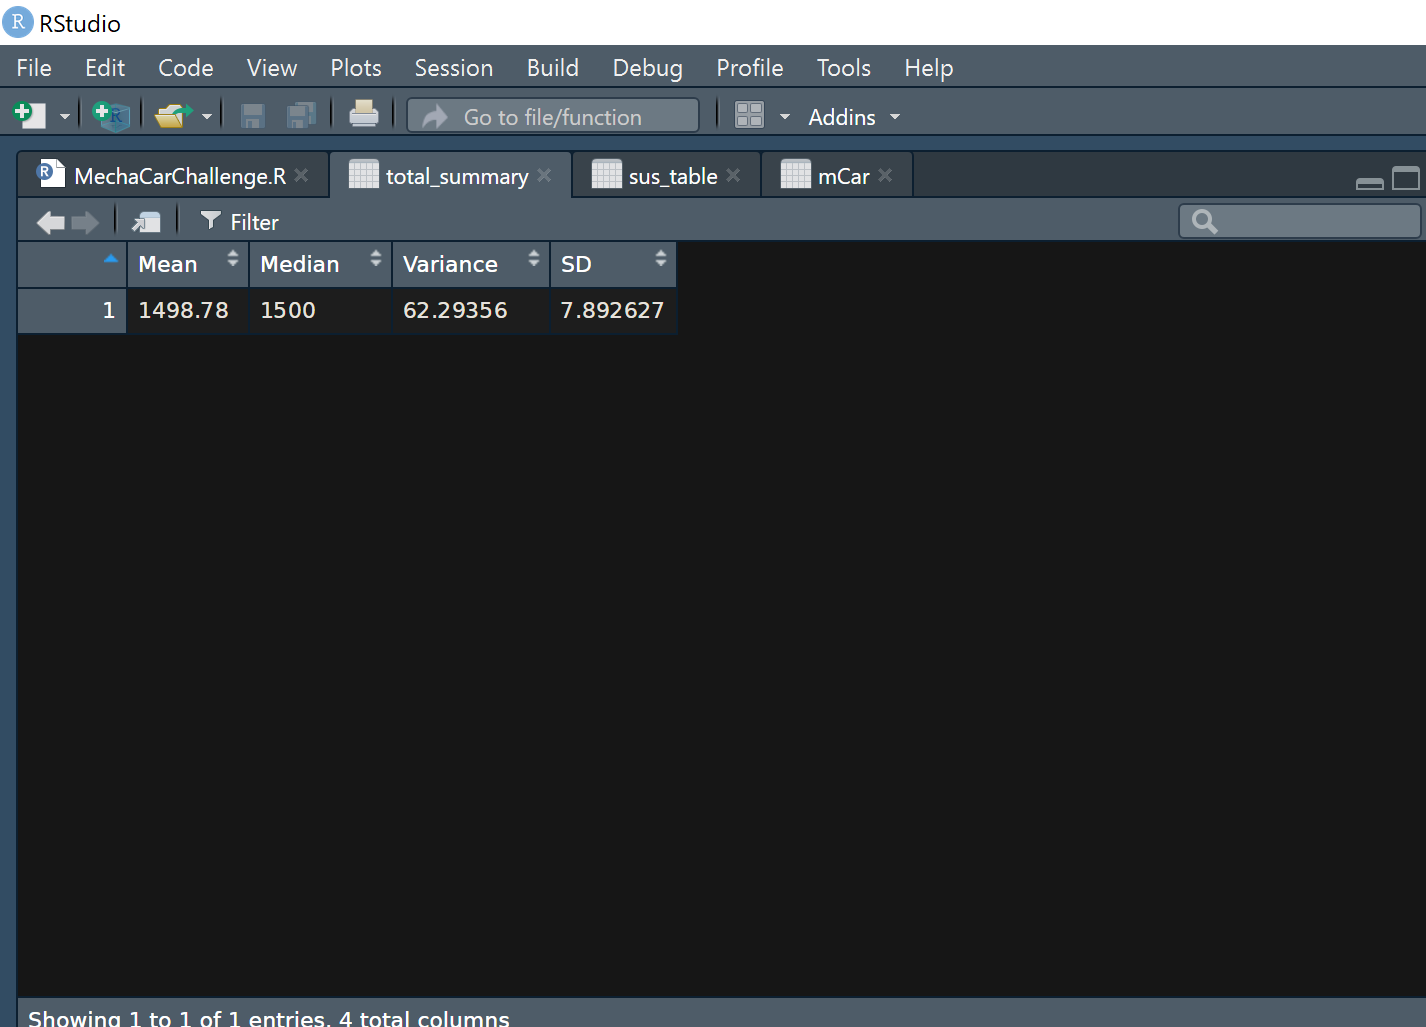 R RStudio
File Edit Code View Plots Session Build Debug Profile Tools Help
R Go to file/function Addins
R MechaCarChallenge.R total_summary sus_table mCar
Filter
Mean Median Variance SD
1 1498.78 1500 62.29356 7.892627
Showing 1 to 1 of 1 entries, 4 total columns